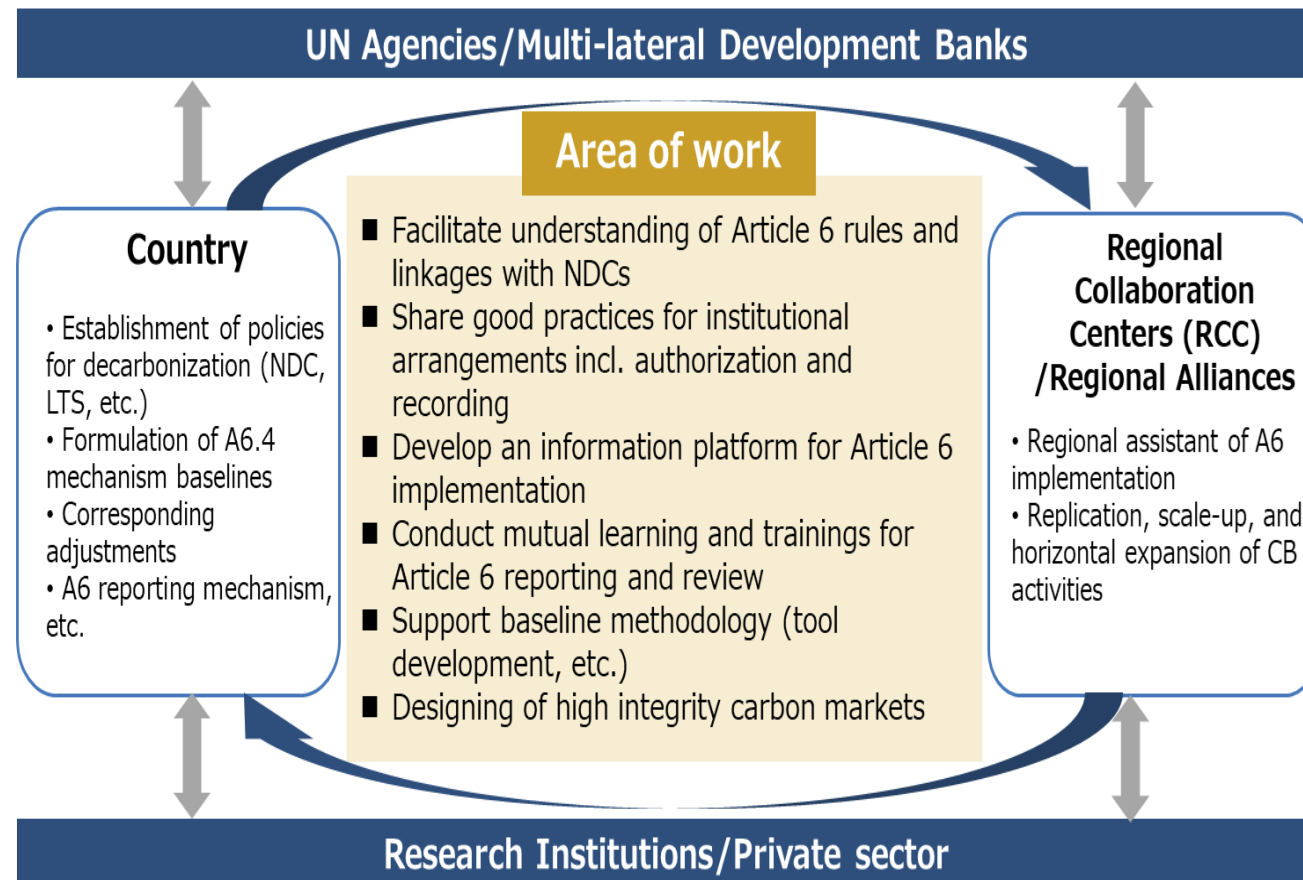 UN Agencies/Multi-lateral Development Banks
Country
• Establishment of policies
for decarbonization (NDC,
LTS, etc.)
• Formulation of A6.4
mechanism baselines
• Corresponding
adjustments
• A6 reporting mechanism,
etc.
Area of work
■ Facilitate understanding of Article 6 rules and
linkages with NDCs
■ Share good practices for institutional
arrangements incl. authorization and
recording
■ Develop an information platform for Article 6
implementation
■ Conduct mutual learning and trainings for
Article 6 reporting and review
■ Support baseline methodology (tool
development, etc.)
■ Designing of high integrity carbon markets
Regional
Collaboration
Centers (RCC)
/Regional Alliances
• Regional assistant of A6
implementation
• Replication, scale-up, and
horizontal expansion of CB
activities
Research Institutions/Private sector